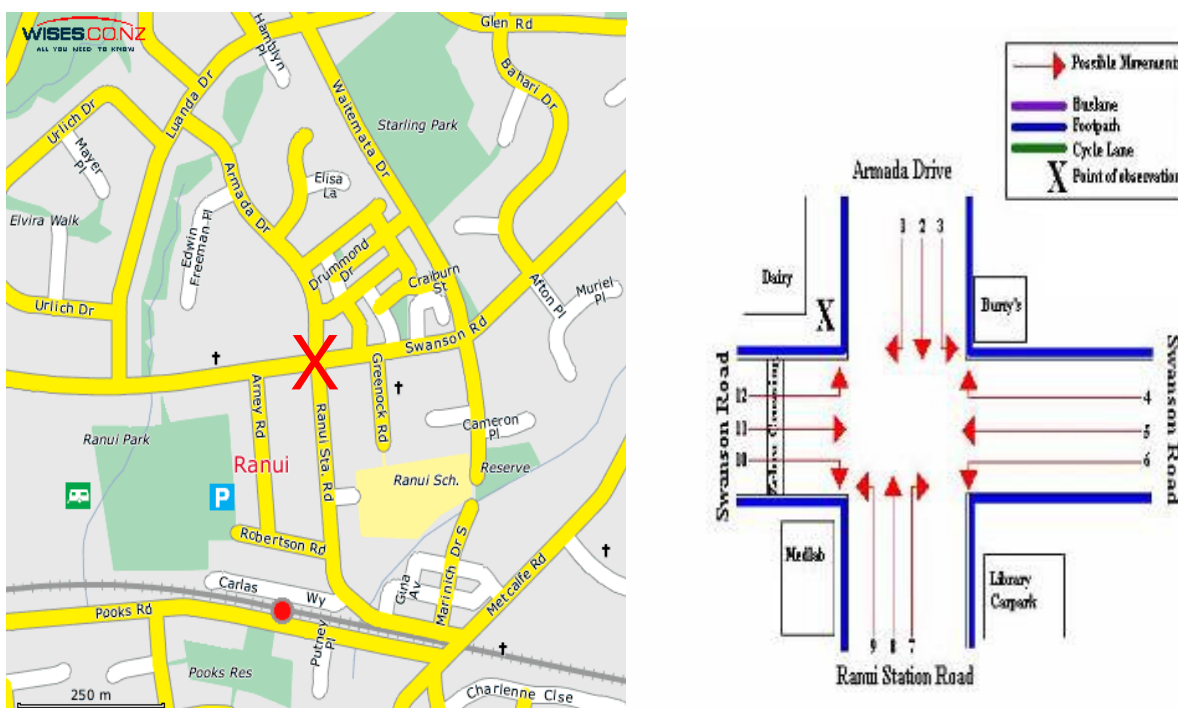 WISES.CO.NZ
ALL YOU NEED TO KNOW
Glen Rd
Hamblyn
Pl
Bahari Dr
Urlich Dr
Luanda Dr
Waitemata Dr
Starling Park
Mayer
Pl
Armada Dr
Elisa
La
Elvira Walk
Edwin
Freeman Pl
Drummond
Dr
Craiburn
St
Afton Pl
Muriel
Pl
Urlich Dr
Swanson Rd
X
Arney Rd
Ranui Sta. Rd
Greenock Rd
Cameron
Pl
Ranui Park
Ranui
P
Ranui Sch.
Reserve
Robertson Rd
Carlas Wy
Gina
Av
Marinich Dr S
Metcalfe Rd
Pooks Rd
Putney
Pl
Pooks Res
250 m
Charlenne Clse
Possible Movements
Buslane
Footpath
Cycle Lane
X Point of observation
Armada Drive
1 2 3
Dairy
X
Burry's
Swanson Road
Swanson Road
Zebra Crossing
12
11
10
4
5
6
Medlab
Library
Carpark
9 8 7
Ranui Station Road